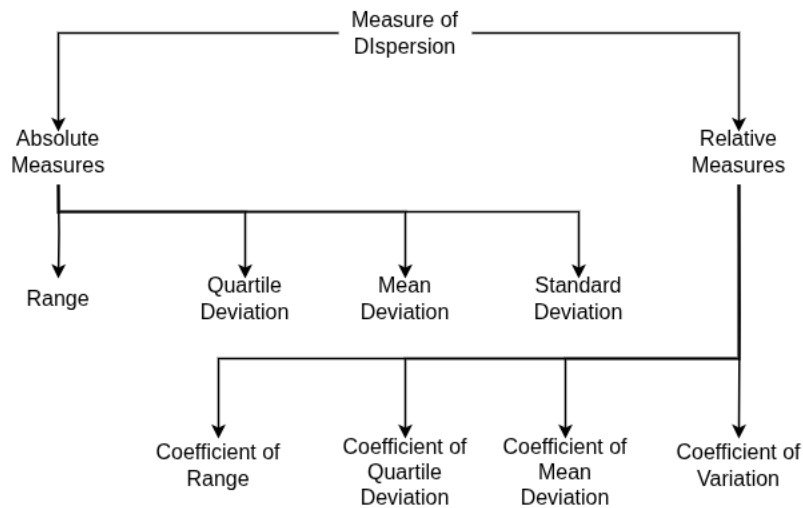 Measure of
DIspersion
Absolute
Measures
Relative
Measures
Range
Quartile
Deviation
Mean
Deviation
Standard
Deviation
Coefficient of
Range
Coefficient of
Quartile
Deviation
Coefficient of
Mean
Deviation
Coefficient of
Variation